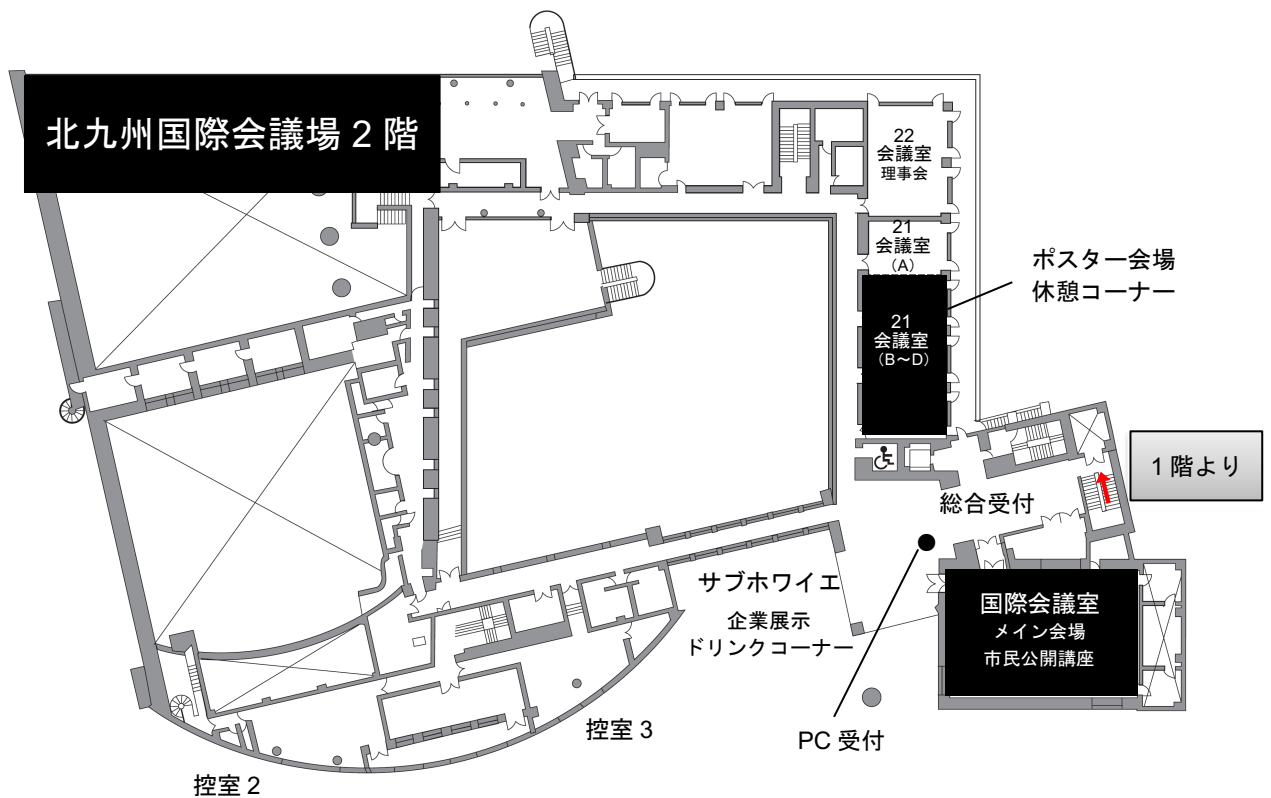 北九州国際会議場 2 階
22
会議室
理事会
21
会議室
（A）
ポスター会場
休憩コーナー
21
会議室
（B～D）
1 階より
総合受付
サブホワイエ
企業展示
ドリンクコーナー
国際会議室
メイン会場
市民公開講座
控室 3
PC 受付
控室 2